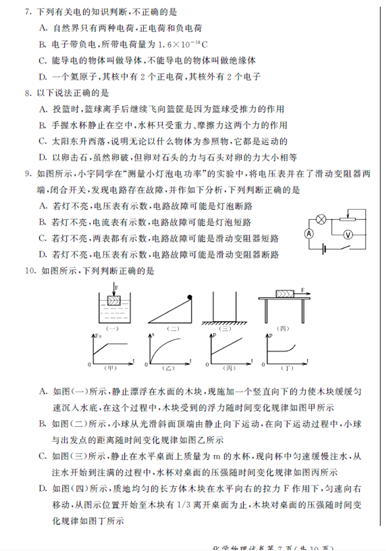 7. 下列有关电的知识判断,不正确的是
A. 自然界只有两种电荷,正电荷和负电荷
B. 电子带负电,所带电荷量为 1.6×10⁻¹⁹C
C. 能导电的物体叫做导体,不能导电的物体叫做绝缘体
D. 一个氦原子,其核中有 2 个正电荷,其核外有 2 个电子
8. 以下说法正确的是
A. 投篮时,篮球离手后继续飞向篮筐是因为篮球受推力的作用
B. 手握水杯静止在空中,水杯只受重力、摩擦力这两个力的作用
C. 太阳东升西落,说明无论以什么物体为参照物,它都是运动的
D. 以卵击石,虽然卵破,但卵对石头的力与石头对卵的力大小相等
9. 如图所示,小宇同学在“测量小灯泡电功率”的实验中,将电压表并在了滑动变阻器两
端,闭合开关,发现电路存在故障,并作如下分析,下列判断正确的是
A. 若灯不亮,电压表有示数,电路故障可能是灯泡断路
B. 若灯不亮,电流表有示数,电路故障可能是灯泡短路
C. 若灯不亮,两表都有示数,电路故障可能是滑动变阻器短路
D. 若灯不亮,电压表有示数,电路故障可能是滑动变阻器断路
A
V
10. 如图所示,下列判断正确的是
F
F
(一) (二) (三) (四)
F浮 s p p
0 t 0 t 0 t 0 t
(甲) (乙) (丙) (丁)
A. 如图(一)所示,静止漂浮在水面的木块,现施加一个竖直向下的力使木块缓缓匀
速沉入水底,在这个过程中,木块受到的浮力随时间变化规律如图甲所示
B. 如图(二)所示,小球从光滑斜面顶端由静止向下运动,在向下运动过程中,小球
与出发点的距离随时间变化规律如图乙所示
C. 如图(三)所示,静止在水平桌面上质量为 m 的水杯,现向杯中匀速缓慢注水,从
注水开始到注满的过程中,水杯对桌面的压强随时间变化规律如图丙所示
D. 如图(四)所示,质地均匀的长方体木块在水平向右的拉力 F 作用下,匀速向右
移动,从图示位置开始至木块有 1/3 离开桌面为止,木块对桌面的压强随时间变
化规律如图丁所示
化学物理试卷第 7 页(共 10 页)